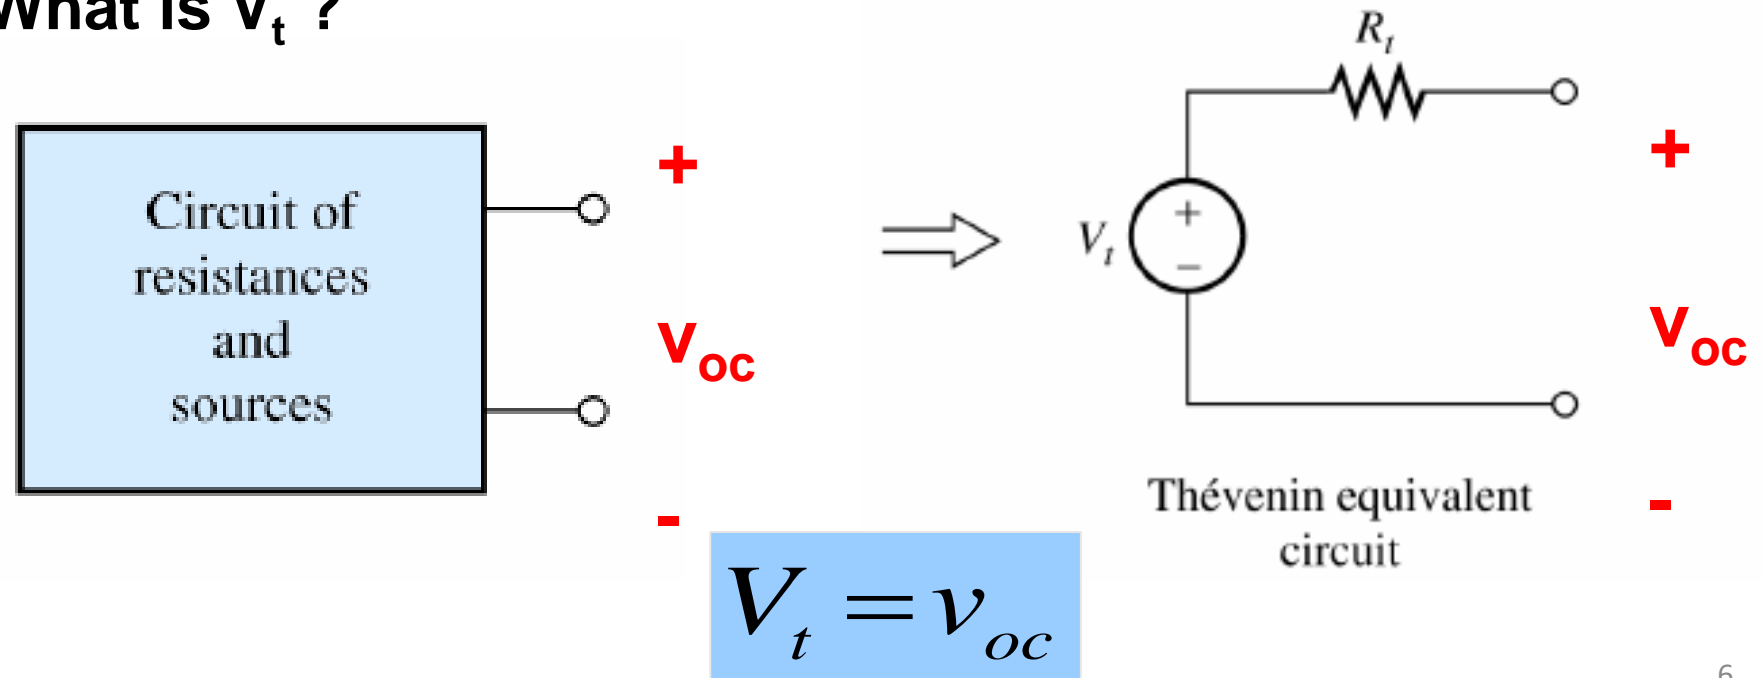 What is Vt ?
Circuit of
resistances
and
sources
+
voc
-
Rt
Vt
+
−
+
voc
-
Thévenin equivalent
circuit
Vt = voc
6